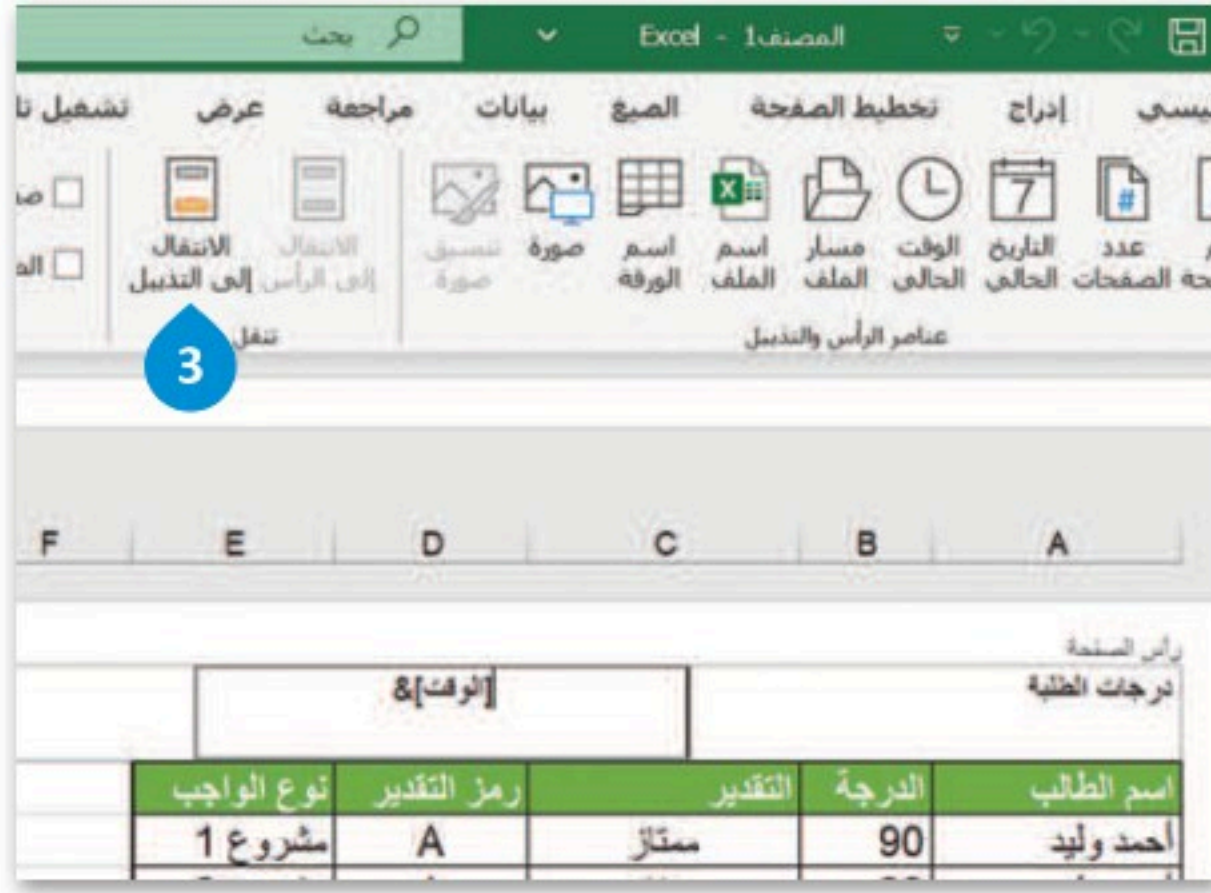 المصنف1 - Excel
بحث
إدراج تخطيط الصفحة الصيغ بيانات مراجعة عرض تشغيل
7
#
عدد الصفحات
التاريخ الحالي
الوقت الحالي
مسار الملف
اسم الملف
اسم الورقة
صورة
تنسيق صورة
الانتقال إلى الرأس
الانتقال إلى التذييل
عناصر الرأس والتذييل
تنقل
3
A B C D E F
رأس الصفحة
درجات الطلبة
&[الوقت]
اسم الطالب الدرجة التقدير رمز التقدير نوع الواجب
أحمد وليد 90 ممتاز A مشروع 1